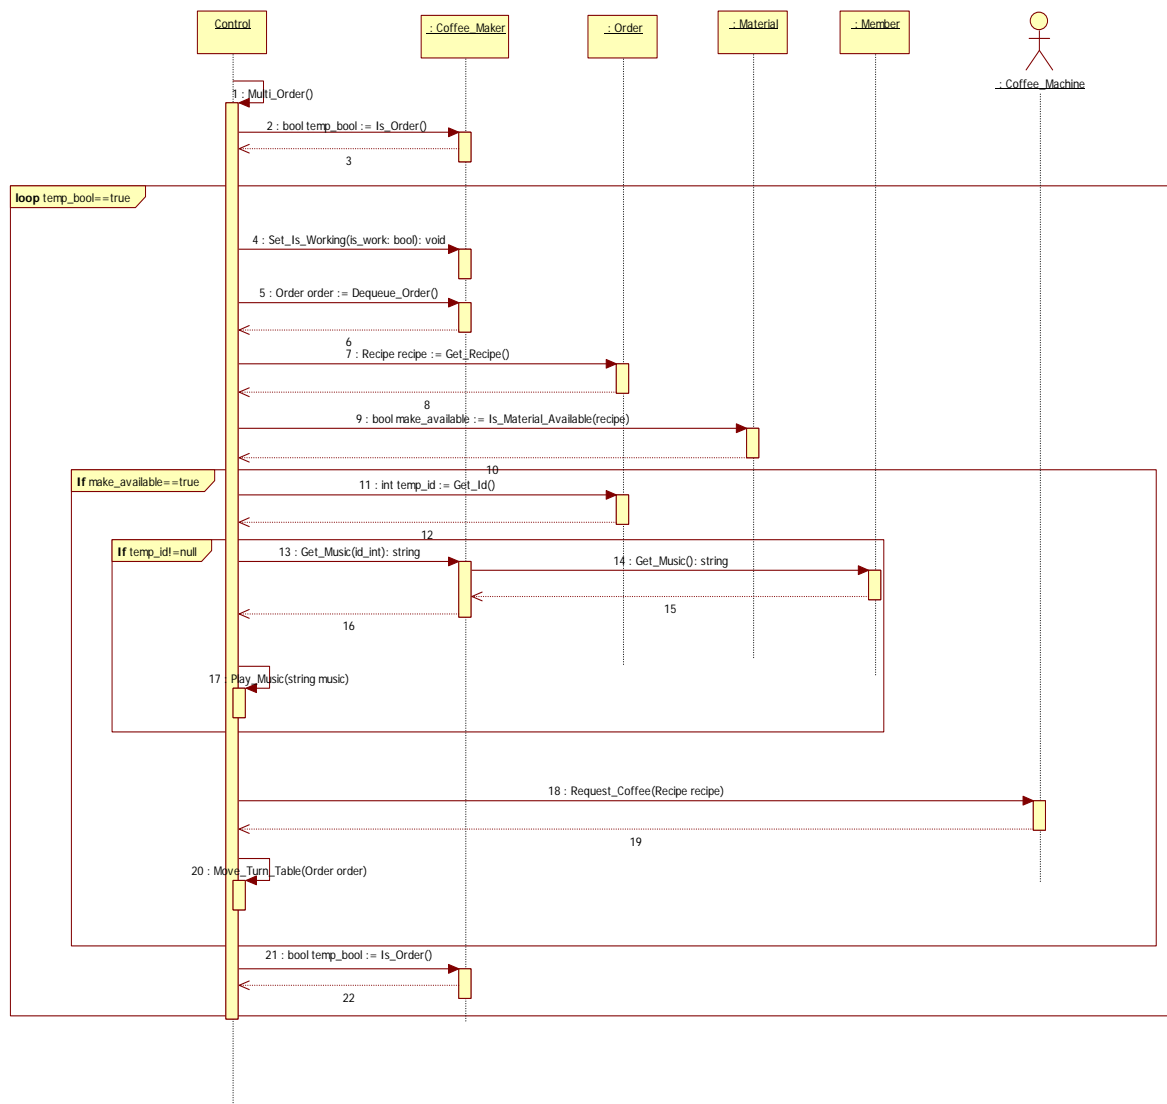 Control
: Coffee_Maker
: Order
: Material
: Member
: Coffee_Machine
1 : Multi_Order()
2 : bool temp_bool := Is_Order()
3
loop temp_bool==true
4 : Set_Is_Working(is_work: bool): void
5 : Order order := Dequeue_Order()
6
7 : Recipe recipe := Get_Recipe()
8
9 : bool make_available := Is_Material_Available(recipe)
10
If make_available==true
11 : int temp_id := Get_Id()
12
If temp_id!=null
13 : Get_Music(id_int): string
14 : Get_Music(): string
15
16
17 : Play_Music(string music)
18 : Request_Coffee(Recipe recipe)
19
20 : Move_Turn_Table(Order order)
21 : bool temp_bool := Is_Order()
22